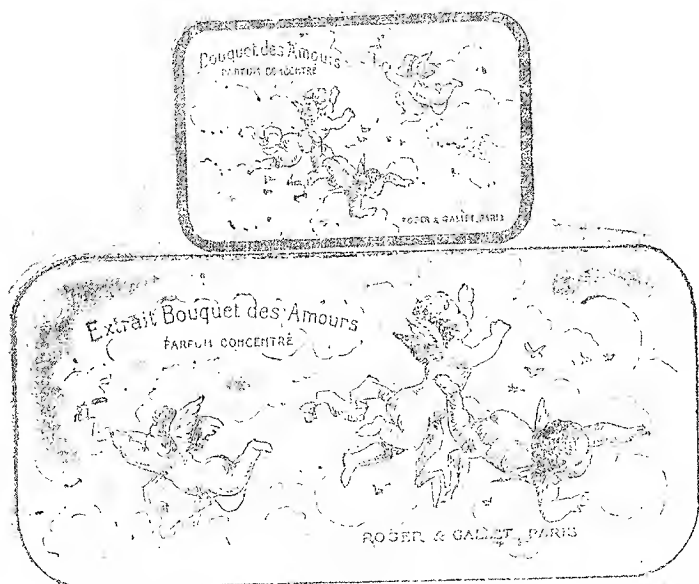 Bouquet des Amours
PARFUM CONCENTRÉ
ROGER & GALLET, PARIS
Extrait Bouquet des Amours
PARFUM CONCENTRÉ
ROGER & GALLET, PARIS